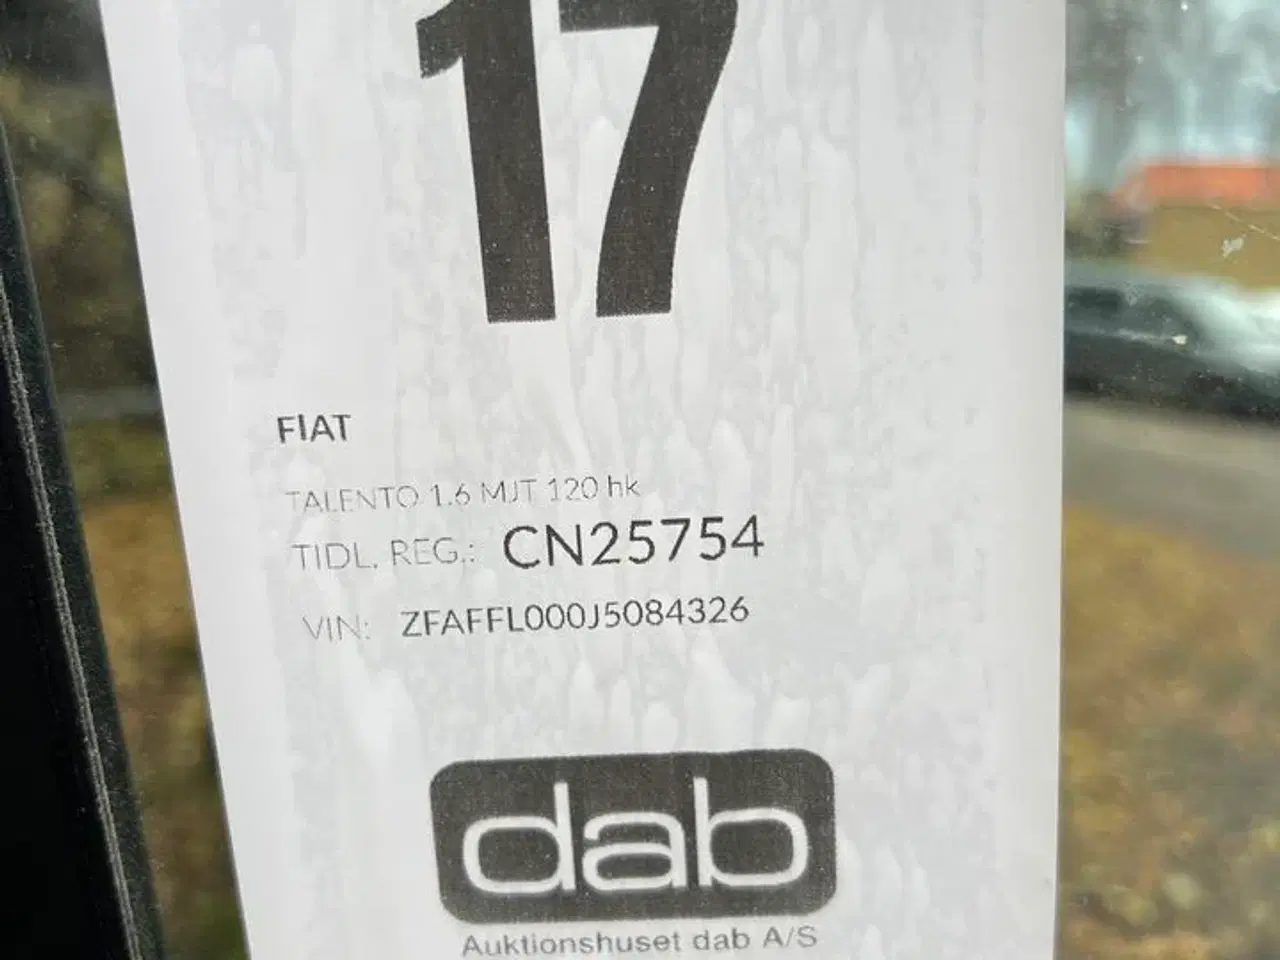 17
FIAT
TALENTO 1.6 MJT 120 hk
TIDL. REG.: CN25754
VIN: ZFAFFL000J5084326
dab
Auktionshuset dab A/S